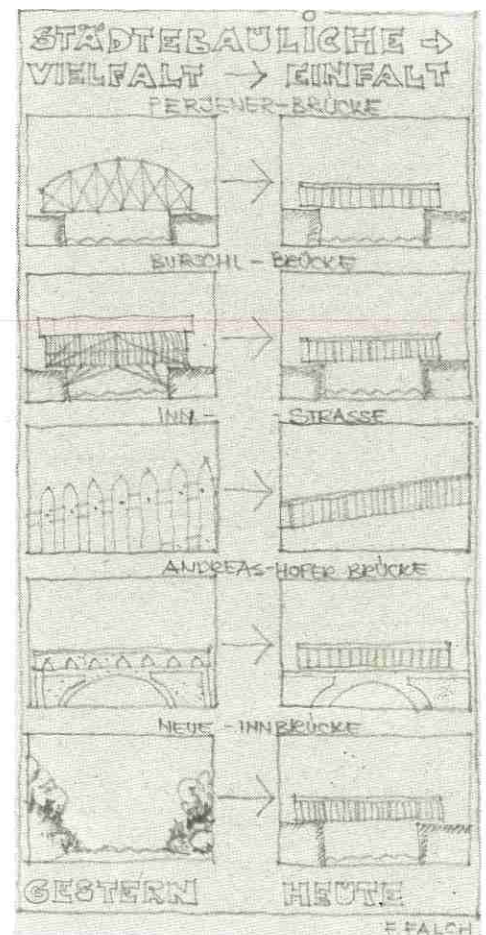 STÄDTEBAULICHE →
VIELFALT → EINFALT
PERJENER-BRÜCKE
BURSCHL-BRÜCKE
INN- -STRASSE
ANDREAS-HOFER BRÜCKE
NEUE-INNBRÜCKE
GESTERN HEUTE
F. FALCH